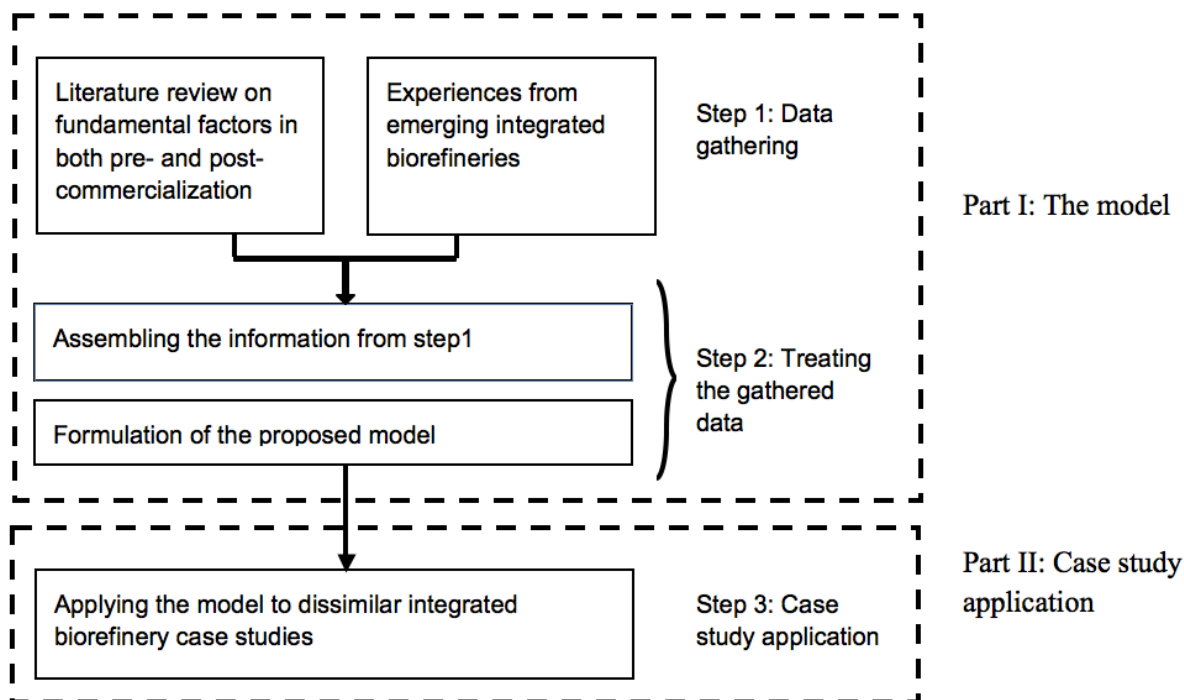 Literature review on
fundamental factors in
both pre- and post-
commercialization
Experiences from
emerging integrated
biorefineries
Step 1: Data
gathering
Part I: The model
Assembling the information from step1
Formulation of the proposed model
Step 2: Treating
the gathered
data
Applying the model to dissimilar integrated
biorefinery case studies
Step 3: Case
study application
Part II: Case study
application